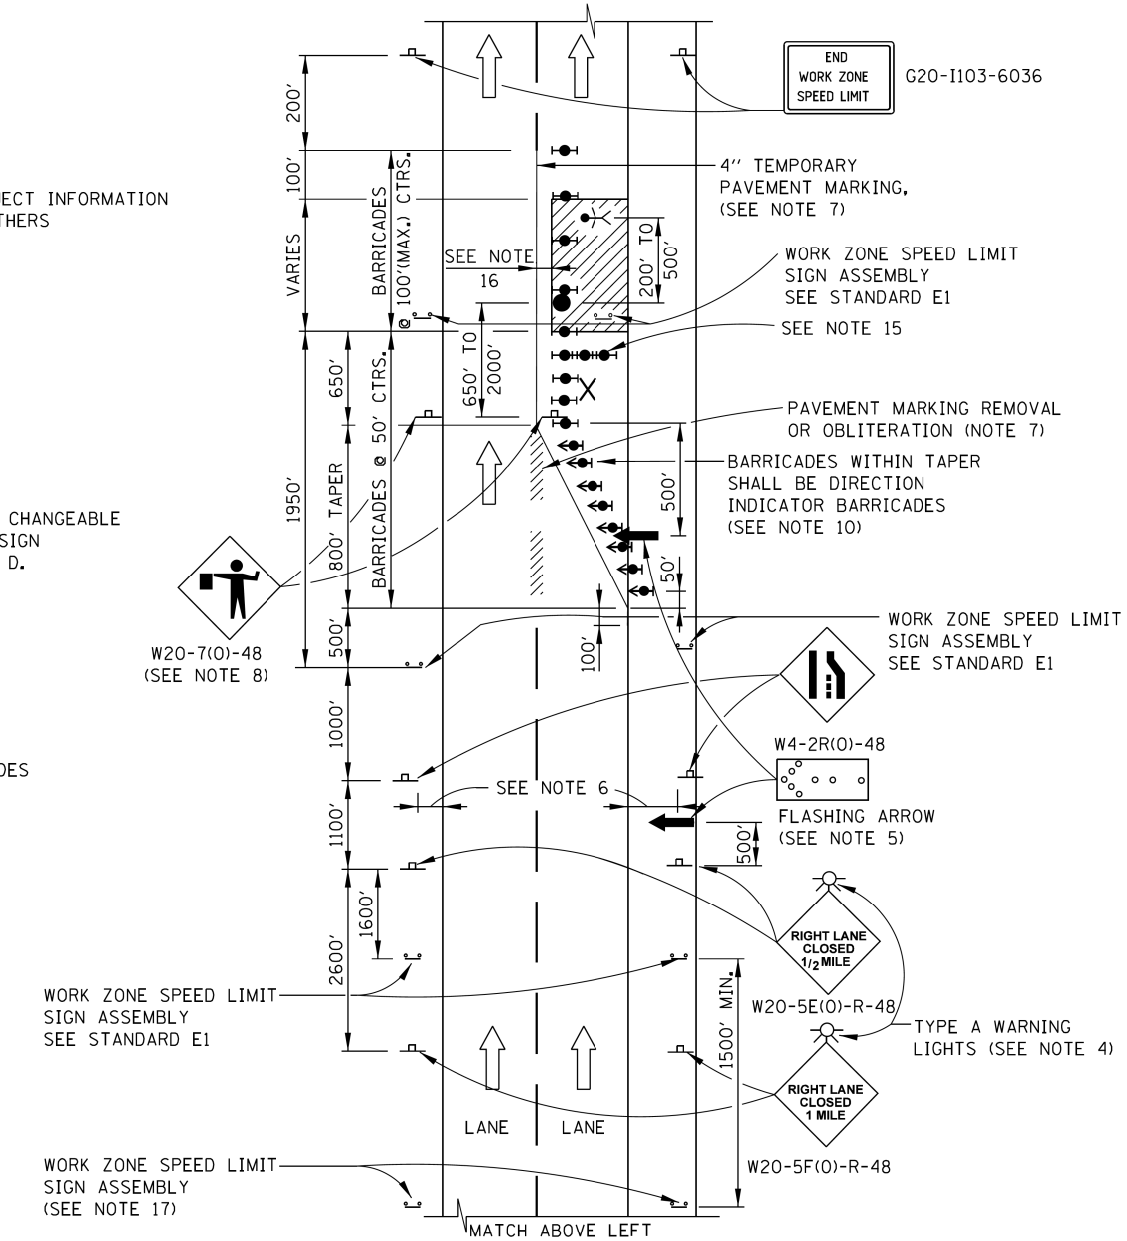 END
WORK ZONE
SPEED LIMIT
G20-I103-6036
200'
100'
VARIES
BARRICADES
@ 100'(MAX.) CTRS.
4'' TEMPORARY
PAVEMENT MARKING,
(SEE NOTE 7)
JECT INFORMATION
THERS
SEE NOTE
16
200' TO
500'
WORK ZONE SPEED LIMIT
SIGN ASSEMBLY
SEE STANDARD E1
SEE NOTE 15
650'
650' TO
2000'
X
PAVEMENT MARKING REMOVAL
OR OBLITERATION (NOTE 7)
1950'
800' TAPER
BARRICADES @ 50' CTRS.
500'
BARRICADES WITHIN TAPER
SHALL BE DIRECTION
INDICATOR BARRICADES
(SEE NOTE 10)
CHANGEABLE
SIGN
D.
50'
W20-7(O)-48
(SEE NOTE 8)
500'
100'
WORK ZONE SPEED LIMIT
SIGN ASSEMBLY
SEE STANDARD E1
1000'
W4-2R(O)-48
DES
SEE NOTE 6
FLASHING ARROW
(SEE NOTE 5)
1100'
500'
1600'
2600'
RIGHT LANE
CLOSED
1/2 MILE
W20-5E(O)-R-48
WORK ZONE SPEED LIMIT
SIGN ASSEMBLY
SEE STANDARD E1
1500' MIN.
TYPE A WARNING
LIGHTS (SEE NOTE 4)
RIGHT LANE
CLOSED
1 MILE
W20-5F(O)-R-48
LANE
LANE
WORK ZONE SPEED LIMIT
SIGN ASSEMBLY
(SEE NOTE 17)
MATCH ABOVE LEFT